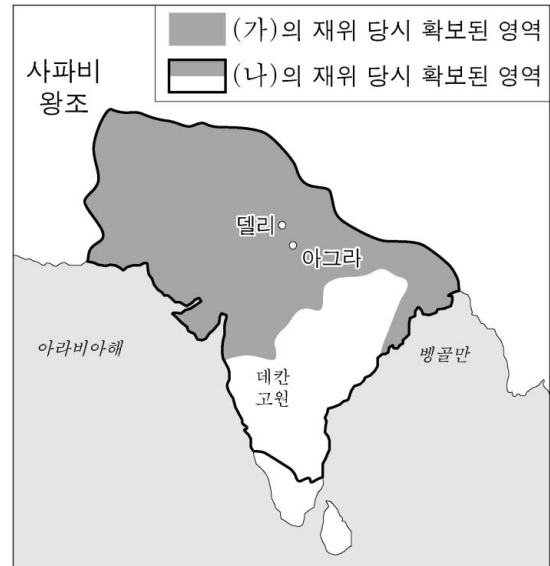 (가)의 재위 당시 확보된 영역
(나)의 재위 당시 확보된 영역
사파비
왕조
델리
아그라
아라비아해
벵골만
데칸
고원